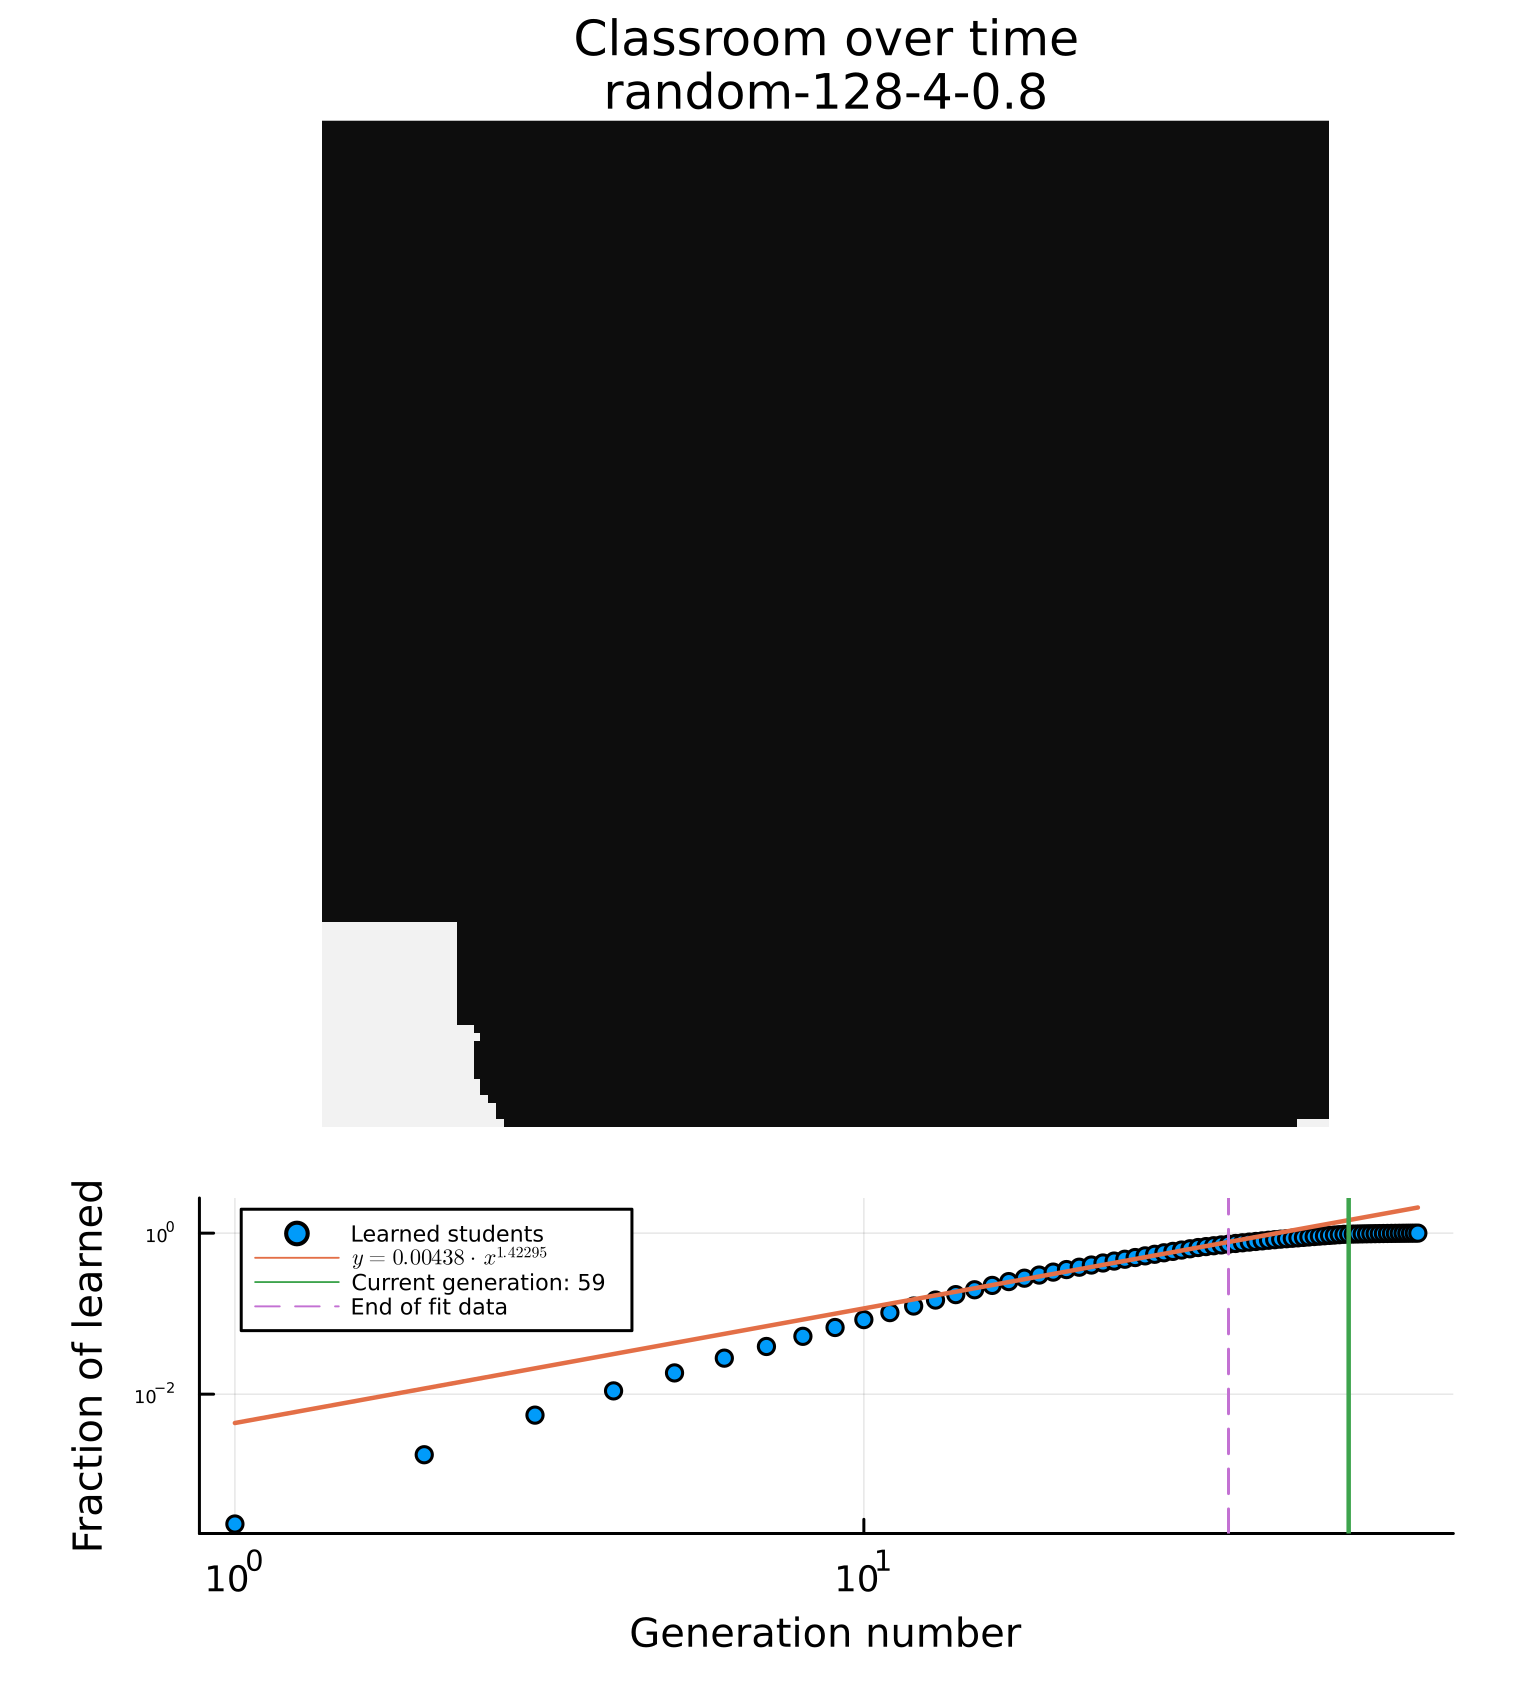 Classroom over time
random-128-4-0.8
Fraction of learned
10^0
10^-2
Learned students
y = 0.00438 · x^1.42295
Current generation: 59
End of fit data
10^0
10^1
Generation number